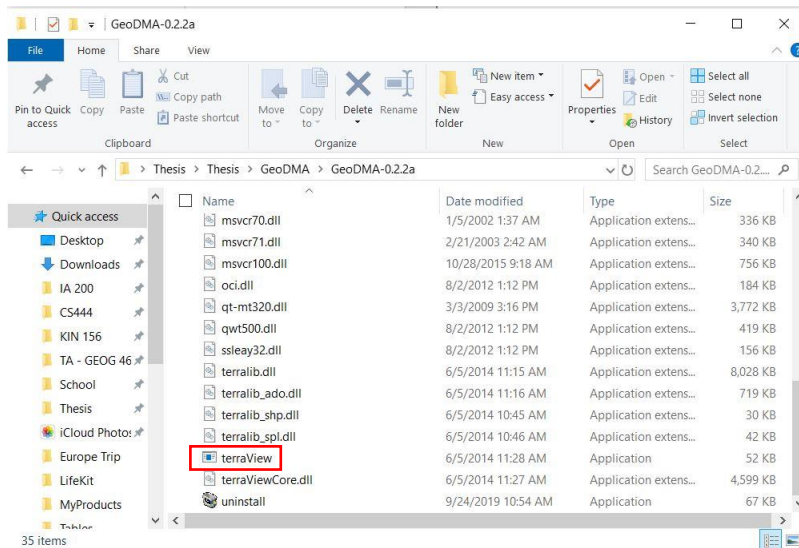 GeoDMA-0.2.2a
File Home Share View
Pin to Quick access
Copy
Paste
Cut
Copy path
Paste shortcut
Clipboard
Move to
Copy to
Delete
Rename
Organize
New folder
New item
Easy access
New
Properties
Open
Edit
History
Open
Select all
Select none
Invert selection
Select
Thesis > Thesis > GeoDMA > GeoDMA-0.2.2a
Search GeoDMA-0.2....
Quick access
Desktop
Downloads
IA 200
CS444
KIN 156
TA - GEOG 46
School
Thesis
iCloud Photos
Europe Trip
LifeKit
MyProducts
Tables
Name Date modified Type Size
msvcr70.dll 1/5/2002 1:37 AM Application extens... 336 KB
msvcr71.dll 2/21/2003 2:42 AM Application extens... 340 KB
msvcr100.dll 10/28/2015 9:18 AM Application extens... 756 KB
oci.dll 8/2/2012 1:12 PM Application extens... 184 KB
qt-mt320.dll 3/3/2009 3:16 PM Application extens... 3,772 KB
qwt500.dll 8/2/2012 1:12 PM Application extens... 419 KB
ssleay32.dll 8/2/2012 1:12 PM Application extens... 156 KB
terralib.dll 6/5/2014 11:15 AM Application extens... 8,028 KB
terralib_ado.dll 6/5/2014 11:16 AM Application extens... 719 KB
terralib_shp.dll 6/5/2014 10:45 AM Application extens... 30 KB
terralib_spl.dll 6/5/2014 10:46 AM Application extens... 42 KB
terraView 6/5/2014 11:28 AM Application 52 KB
terraViewCore.dll 6/5/2014 11:27 AM Application extens... 4,599 KB
uninstall 9/24/2019 10:54 AM Application 67 KB
35 items